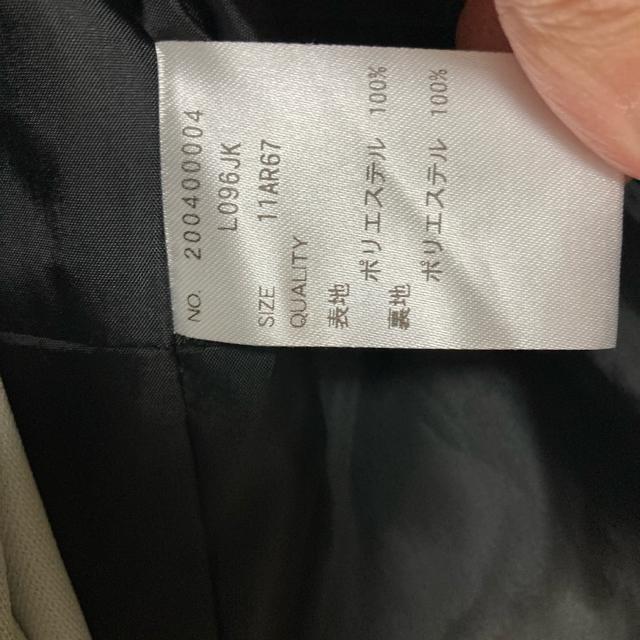 NO. 200400004
L096JK
SIZE 11AR67
QUALITY
表地
ポリエステル 100%
裏地
ポリエステル 100%